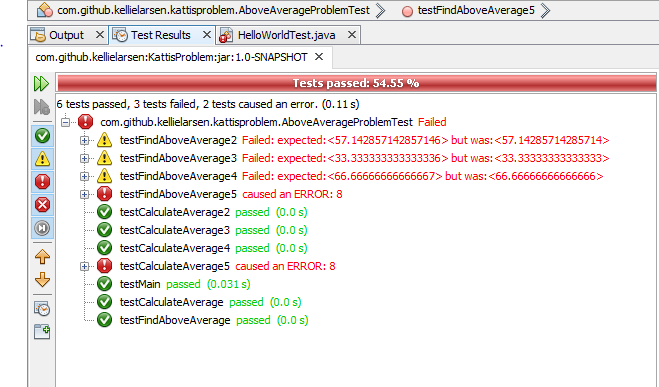 com.github.kellielarsen.kattisproblem.AboveAverageProblemTest testFindAboveAverage5
Output Test Results HelloWorldTest.java
com.github.kellielarsen:KattisProblem:jar:1.0-SNAPSHOT
Tests passed: 54.55 %
6 tests passed, 3 tests failed, 2 tests caused an error. (0.11 s)
com.github.kellielarsen.kattisproblem.AboveAverageProblemTest Failed
testFindAboveAverage2 Failed: expected:<57.142857142857146> but was:<57.14285714285714>
testFindAboveAverage3 Failed: expected:<33.333333333333336> but was:<33.33333333333333>
testFindAboveAverage4 Failed: expected:<66.66666666666667> but was:<66.66666666666666>
testFindAboveAverage5 caused an ERROR: 8
testCalculateAverage2 passed (0.0 s)
testCalculateAverage3 passed (0.0 s)
testCalculateAverage4 passed (0.0 s)
testCalculateAverage5 caused an ERROR: 8
testMain passed (0.031 s)
testCalculateAverage passed (0.0 s)
testFindAboveAverage passed (0.0 s)